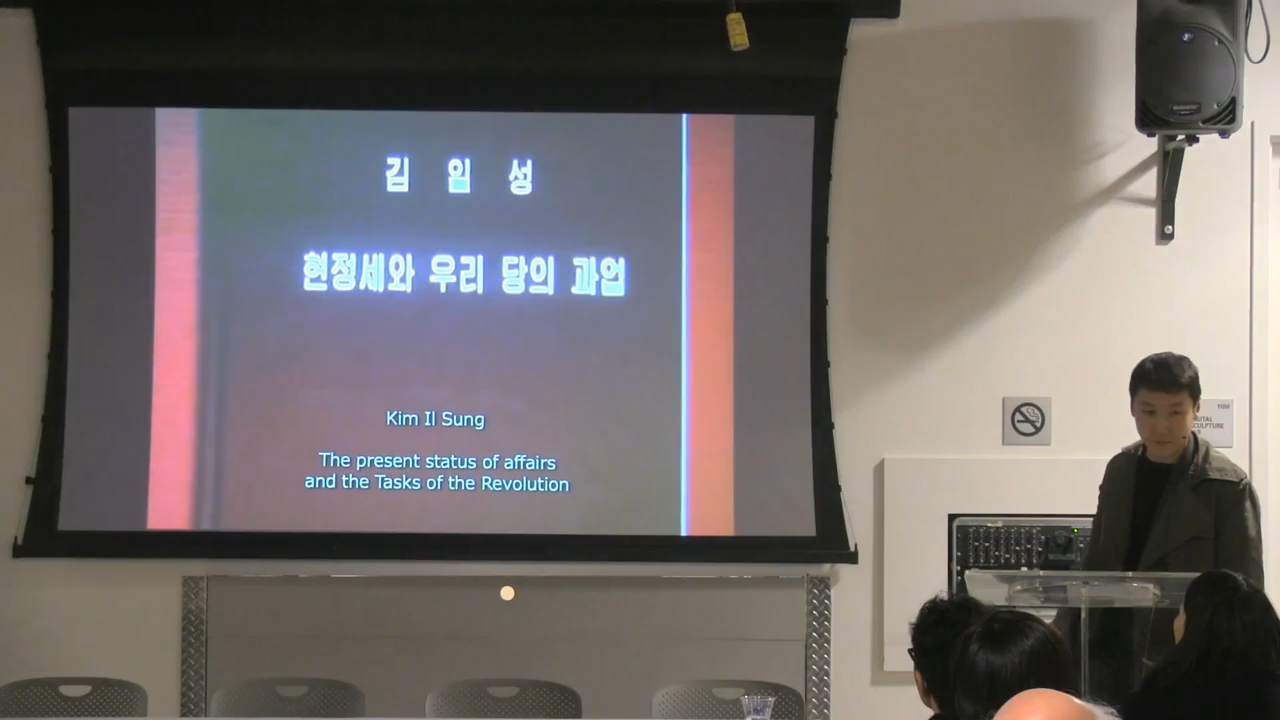 김 일 성
현정세와 우리 당의 과업
Kim Il Sung
The present status of affairs
and the Tasks of the Revolution